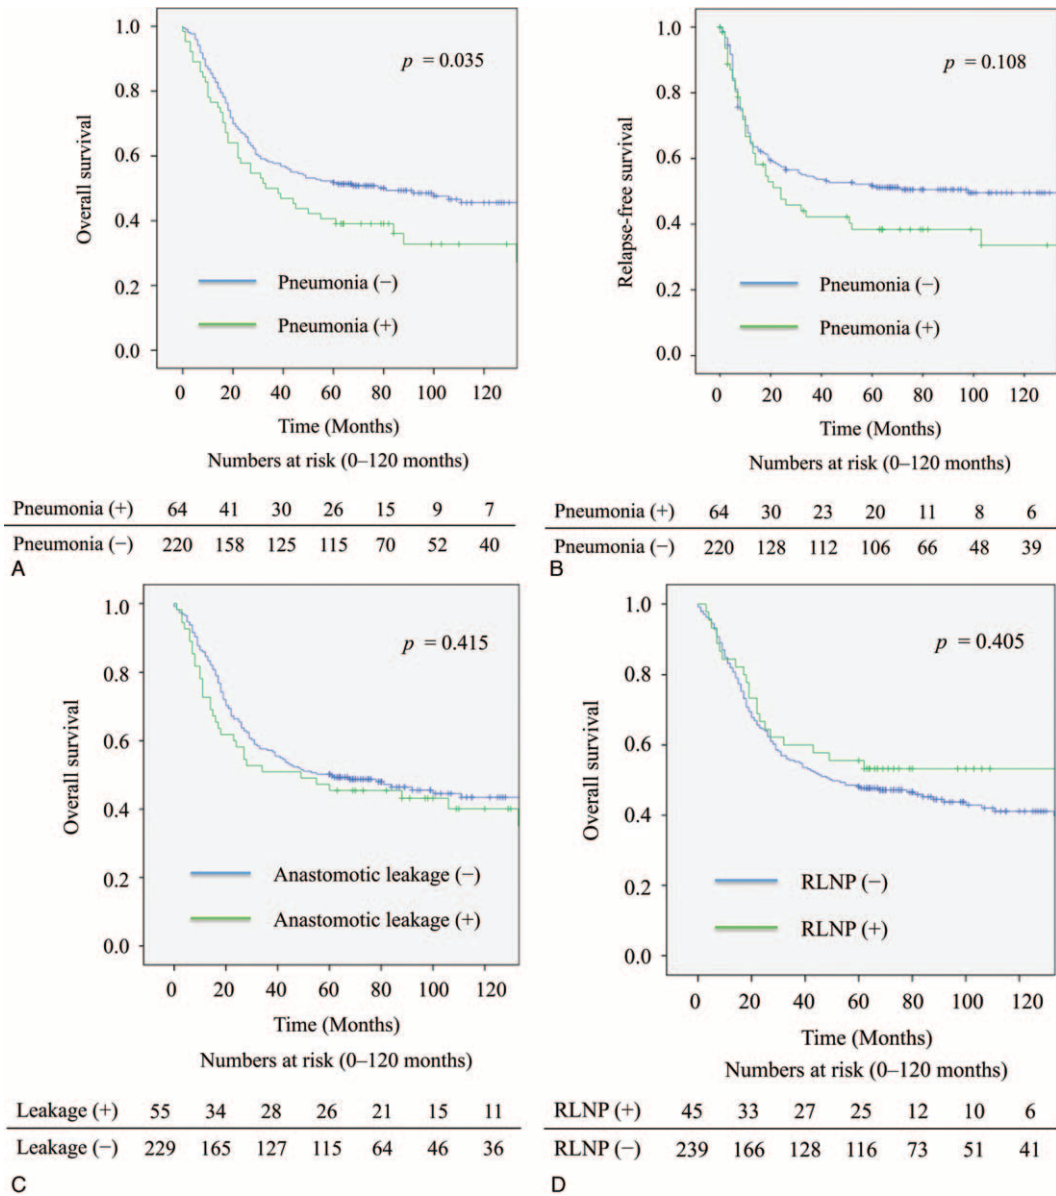 1.0
0.8
0.6
0.4
0.2
0.0
Overall survival
p = 0.035
Pneumonia (−)
Pneumonia (+)
0 20 40 60 80 100 120
Time (Months)
Numbers at risk (0–120 months)
Pneumonia (+) 64 41 30 26 15 9 7
Pneumonia (−) 220 158 125 115 70 52 40
A
1.0
0.8
0.6
0.4
0.2
0.0
Relapse-free survival
p = 0.108
Pneumonia (−)
Pneumonia (+)
0 20 40 60 80 100 120
Time (Months)
Numbers at risk (0–120 months)
Pneumonia (+) 64 30 23 20 11 8 6
Pneumonia (−) 220 128 112 106 66 48 39
B
1.0
0.8
0.6
0.4
0.2
0.0
Overall survival
p = 0.415
Anastomotic leakage (−)
Anastomotic leakage (+)
0 20 40 60 80 100 120
Time (Months)
Numbers at risk (0–120 months)
Leakage (+) 55 34 28 26 21 15 11
Leakage (−) 229 165 127 115 64 46 36
C
1.0
0.8
0.6
0.4
0.2
0.0
Overall survival
p = 0.405
RLNP (−)
RLNP (+)
0 20 40 60 80 100 120
Time (Months)
Numbers at risk (0–120 months)
RLNP (+) 45 33 27 25 12 10 6
RLNP (−) 239 166 128 116 73 51 41
D